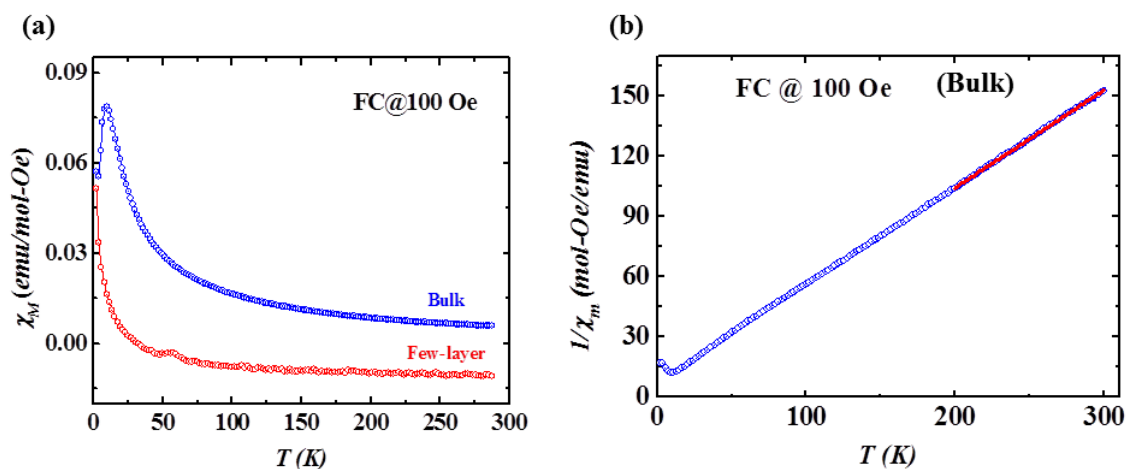 (a)
FC@100 Oe
Bulk
Few-layer
χM (emu/mol-Oe)
0.09
0.06
0.03
0.00
0 50 100 150 200 250 300
T (K)
(b)
FC @ 100 Oe (Bulk)
1/χm (mol-Oe/emu)
150
120
90
60
30
0
0 100 200 300
T (K)